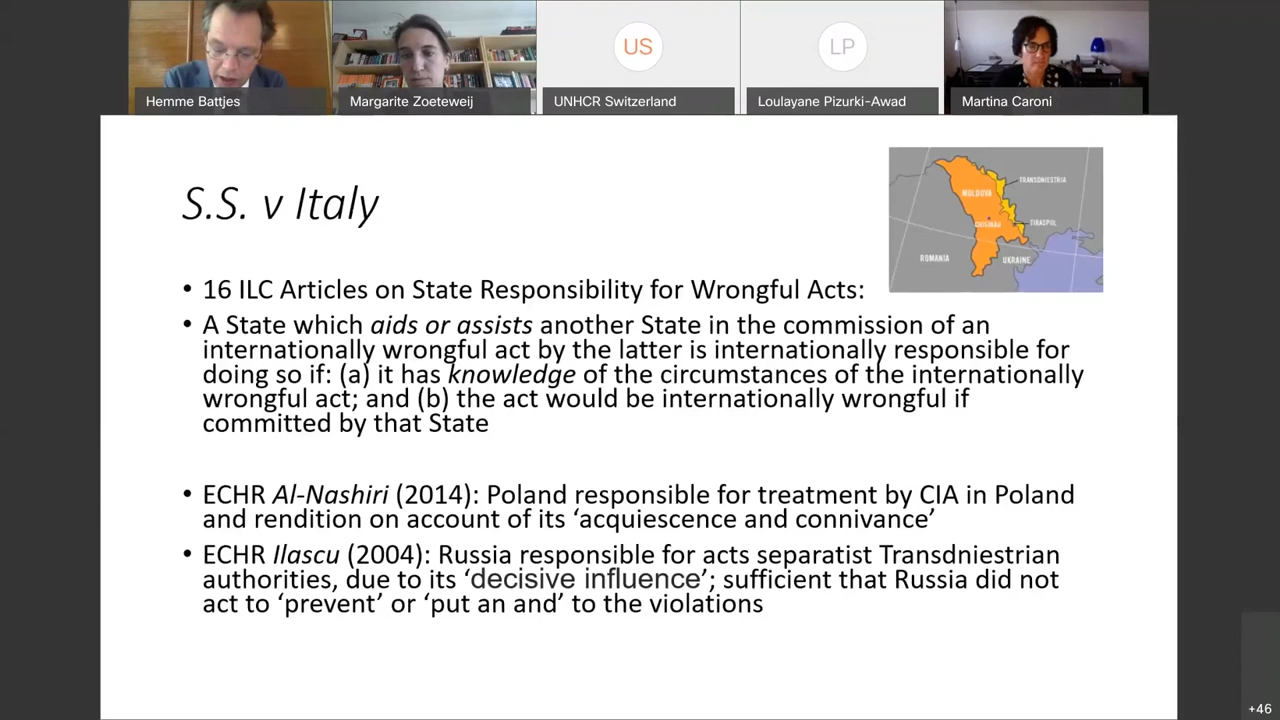 US
LP
Hemme Battjes
Margarite Zoeteweij
UNHCR Switzerland
Loulayane Pizurki-Awad
Martina Caroni
S.S. v Italy
TRANSDNIESTRIA
MOLDOVA
CHISINAU
TIRASPOL
ROMANIA
UKRAINE
• 16 ILC Articles on State Responsibility for Wrongful Acts:
• A State which aids or assists another State in the commission of an
internationally wrongful act by the latter is internationally responsible for
doing so if: (a) it has knowledge of the circumstances of the internationally
wrongful act; and (b) the act would be internationally wrongful if
committed by that State
• ECHR Al-Nashiri (2014): Poland responsible for treatment by CIA in Poland
and rendition on account of its ‘acquiescence and connivance’
• ECHR Ilascu (2004): Russia responsible for acts separatist Transdniestrian
authorities, due to its ‘decisive influence’; sufficient that Russia did not
act to ‘prevent’ or ‘put an and’ to the violations
+46